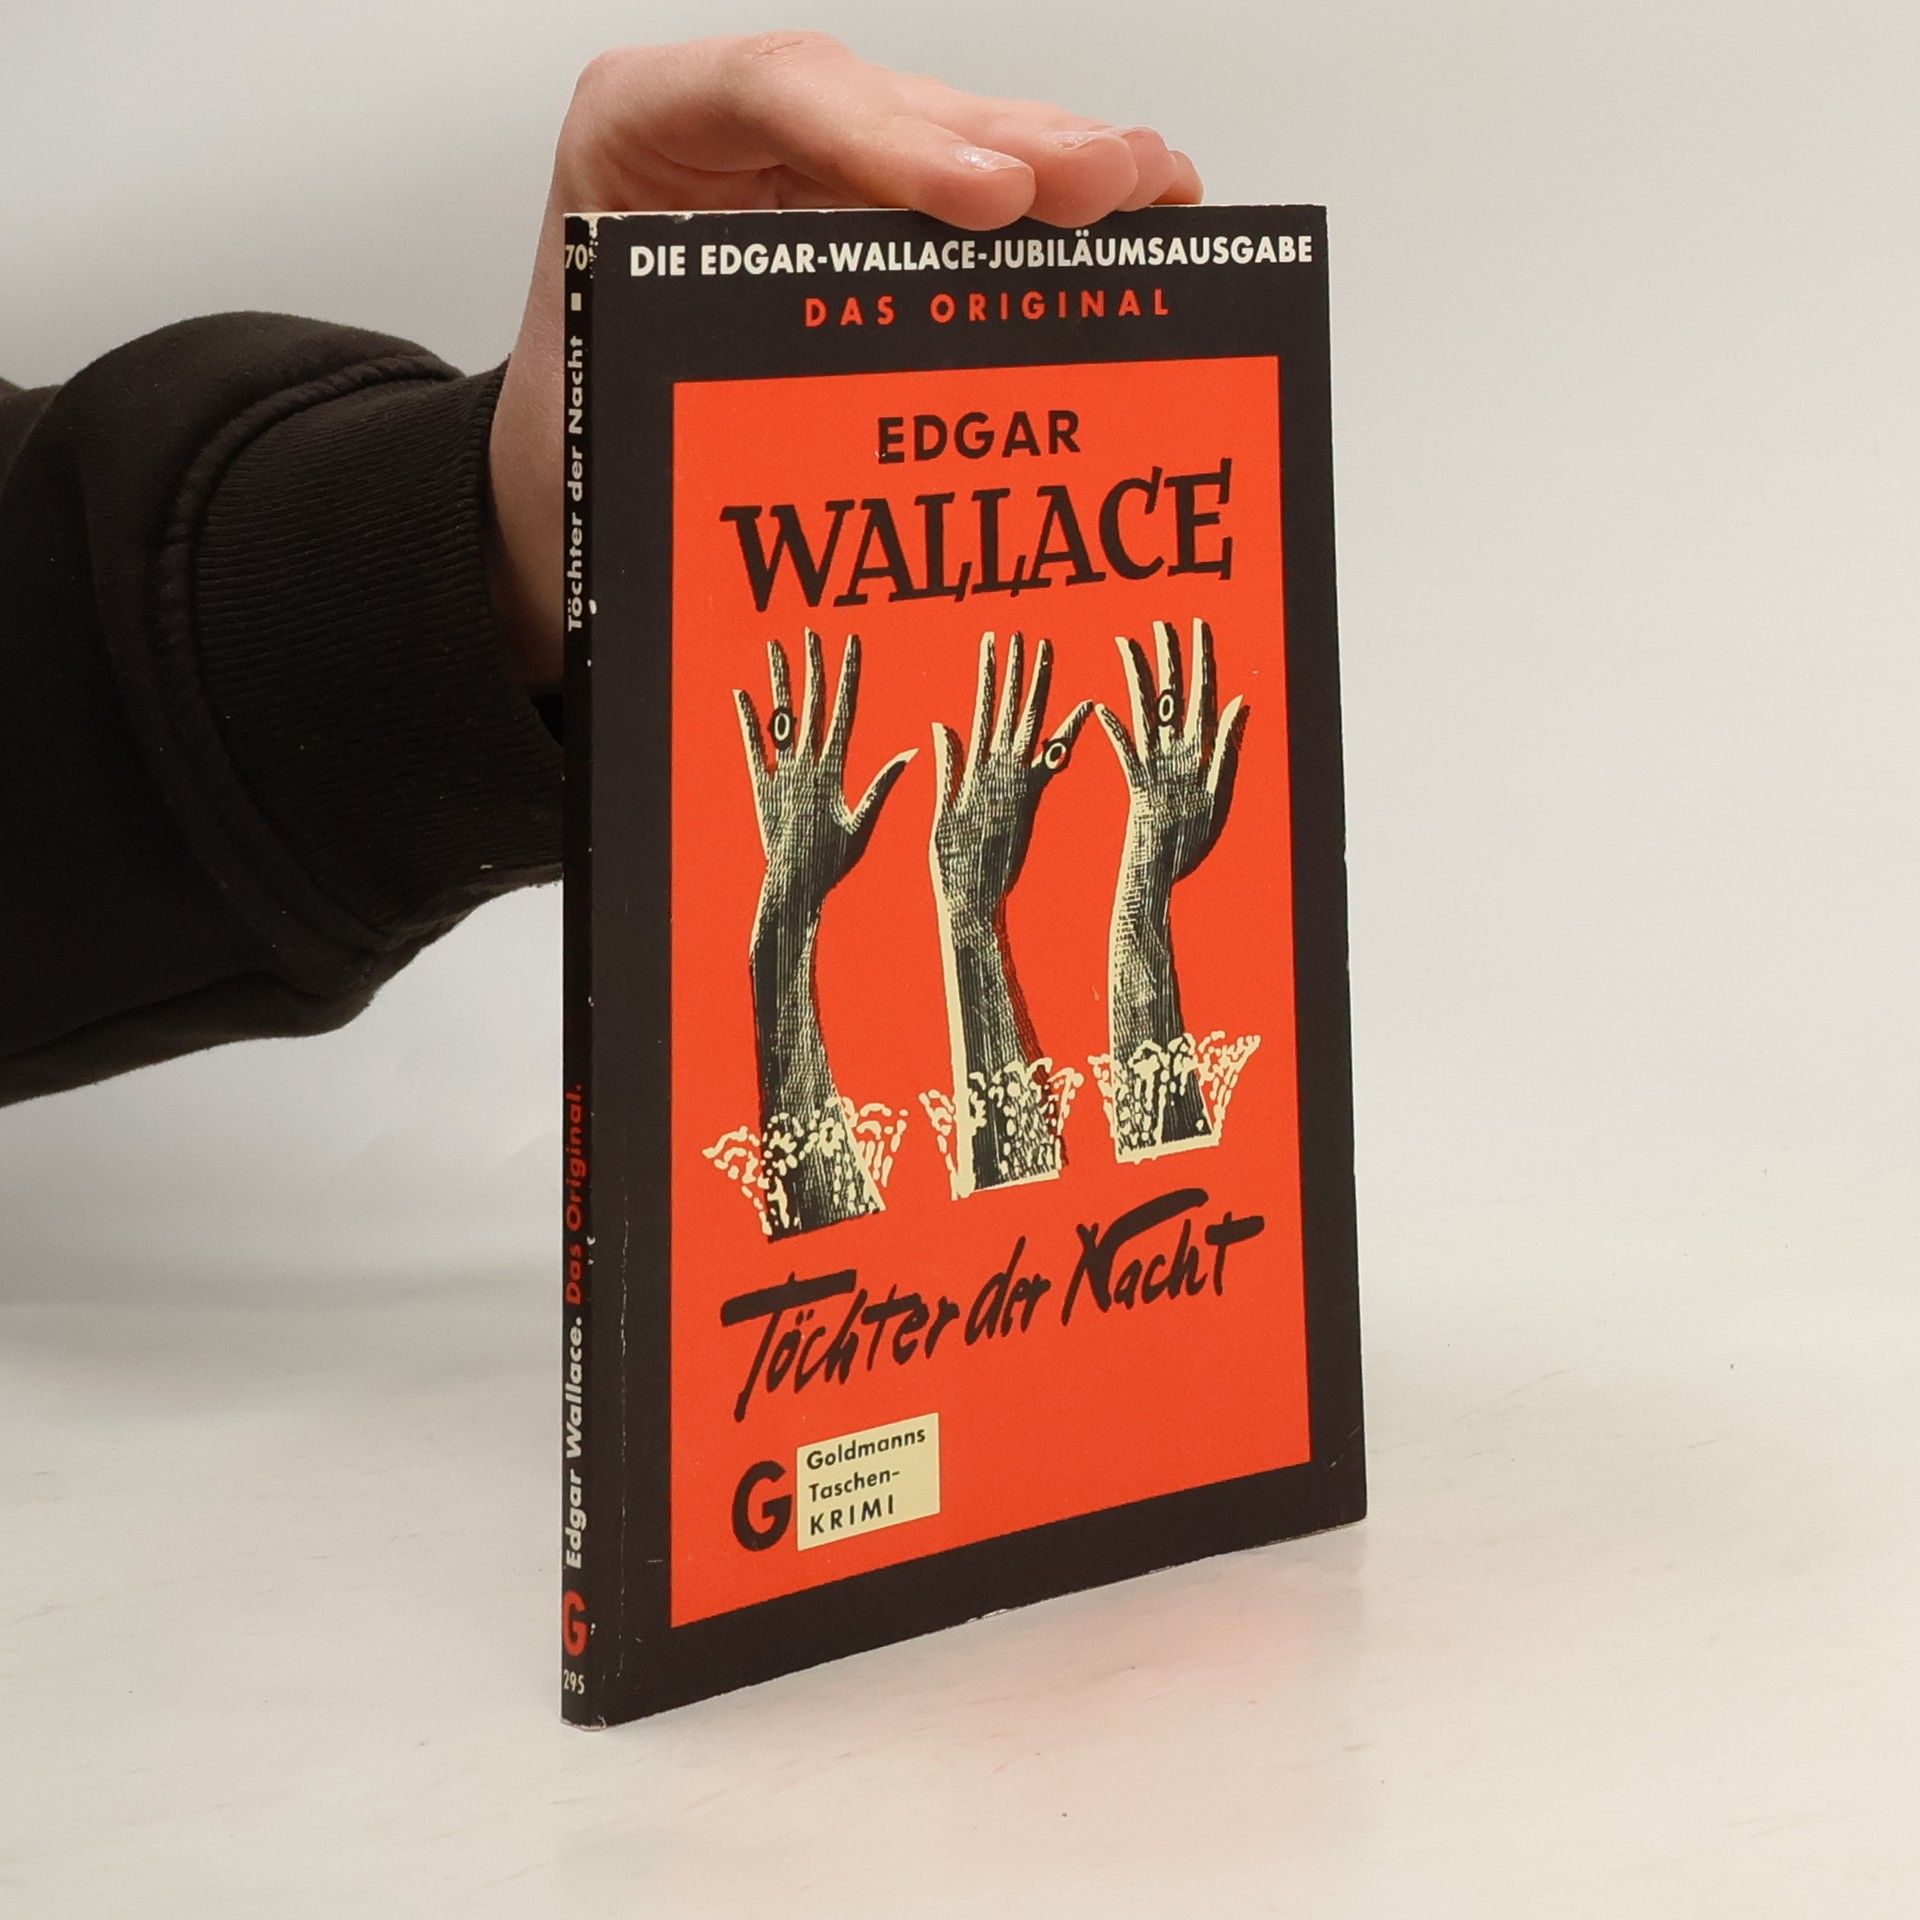 DIE EDGAR-WALLACE-JUBILÄUMSAUSGABE
DAS ORIGINAL
EDGAR
WALLACE
Töchter der Nacht
G
Goldmanns
Taschen-
KRIMI
70
Töchter der Nacht
Edgar Wallace. Das Original.
G
295